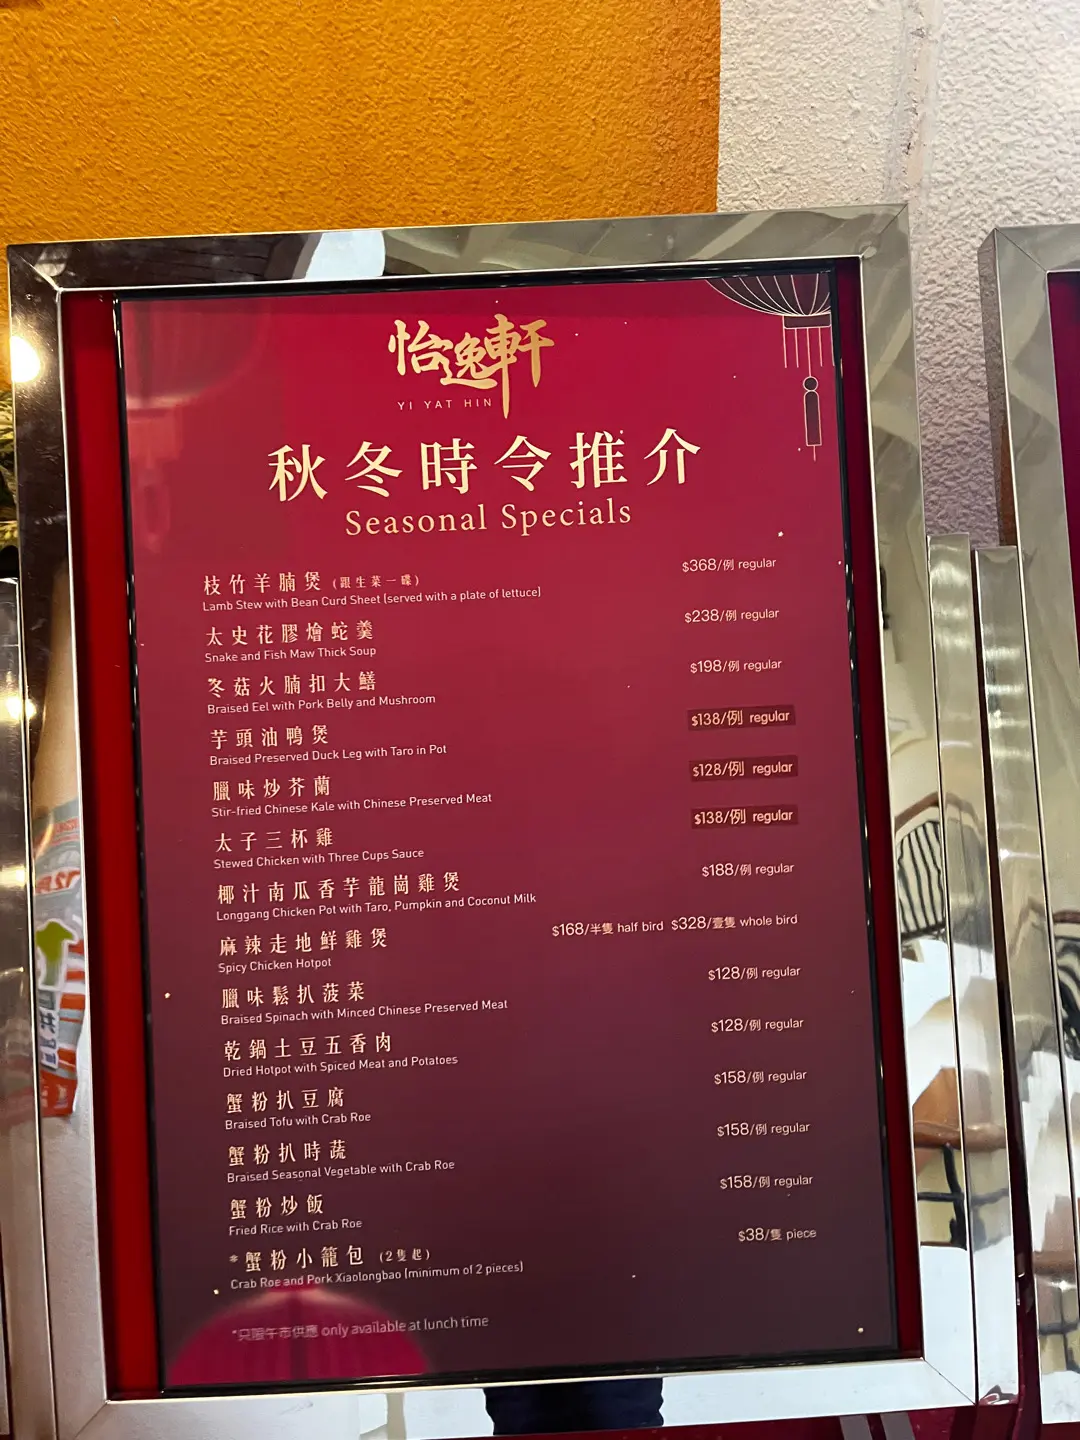 怡逸軒
YI YAT HIN
秋冬時令推介
Seasonal Specials
枝竹羊腩煲 (跟生菜一碟) $368/例 regular
Lamb Stew with Bean Curd Sheet (served with a plate of lettuce)
太史花膠燴蛇羹 $238/例 regular
Snake and Fish Maw Thick Soup
冬菇火腩扣大鱔 $198/例 regular
Braised Eel with Pork Belly and Mushroom
芋頭油鴨煲 $138/例 regular
Braised Preserved Duck Leg with Taro in Pot
臘味炒芥蘭 $128/例 regular
Stir-fried Chinese Kale with Chinese Preserved Meat
太子三杯雞 $138/例 regular
Stewed Chicken with Three Cups Sauce
椰汁南瓜香芋龍崗雞煲 $188/例 regular
Longgang Chicken Pot with Taro, Pumpkin and Coconut Milk
麻辣走地鮮雞煲 $168/半隻 half bird $328/壹隻 whole bird
Spicy Chicken Hotpot
臘味鬆扒菠菜 $128/例 regular
Braised Spinach with Minced Chinese Preserved Meat
乾鍋土豆五香肉 $128/例 regular
Dried Hotpot with Spiced Meat and Potatoes
蟹粉扒豆腐 $158/例 regular
Braised Tofu with Crab Roe
蟹粉扒時蔬 $158/例 regular
Braised Seasonal Vegetable with Crab Roe
蟹粉炒飯 $158/例 regular
Fried Rice with Crab Roe
*蟹粉小籠包 (2隻起) $38/隻 piece
Crab Roe and Pork Xiaolongbao (minimum of 2 pieces)
*只限午市供應 only available at lunch time